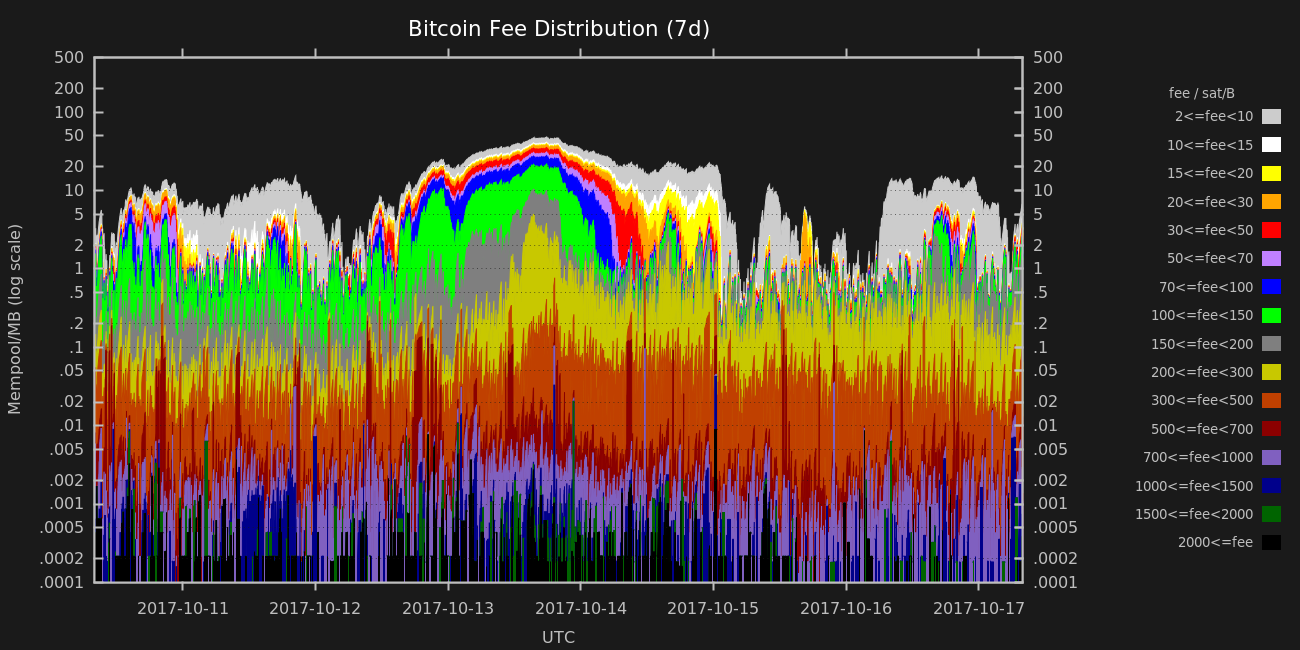 Bitcoin Fee Distribution (7d)
500
200
100
50
20
10
5
2
1
.5
.2
.1
.05
.02
.01
.005
.002
.001
.0005
.0002
.0001
Mempool/MB (log scale)
500
200
100
50
20
10
5
2
1
.5
.2
.1
.05
.02
.01
.005
.002
.001
.0005
.0002
.0001
2017-10-11
2017-10-12
2017-10-13
2017-10-14
2017-10-15
2017-10-16
2017-10-17
UTC
fee / sat/B
2<=fee<10
10<=fee<15
15<=fee<20
20<=fee<30
30<=fee<50
50<=fee<70
70<=fee<100
100<=fee<150
150<=fee<200
200<=fee<300
300<=fee<500
500<=fee<700
700<=fee<1000
1000<=fee<1500
1500<=fee<2000
2000<=fee